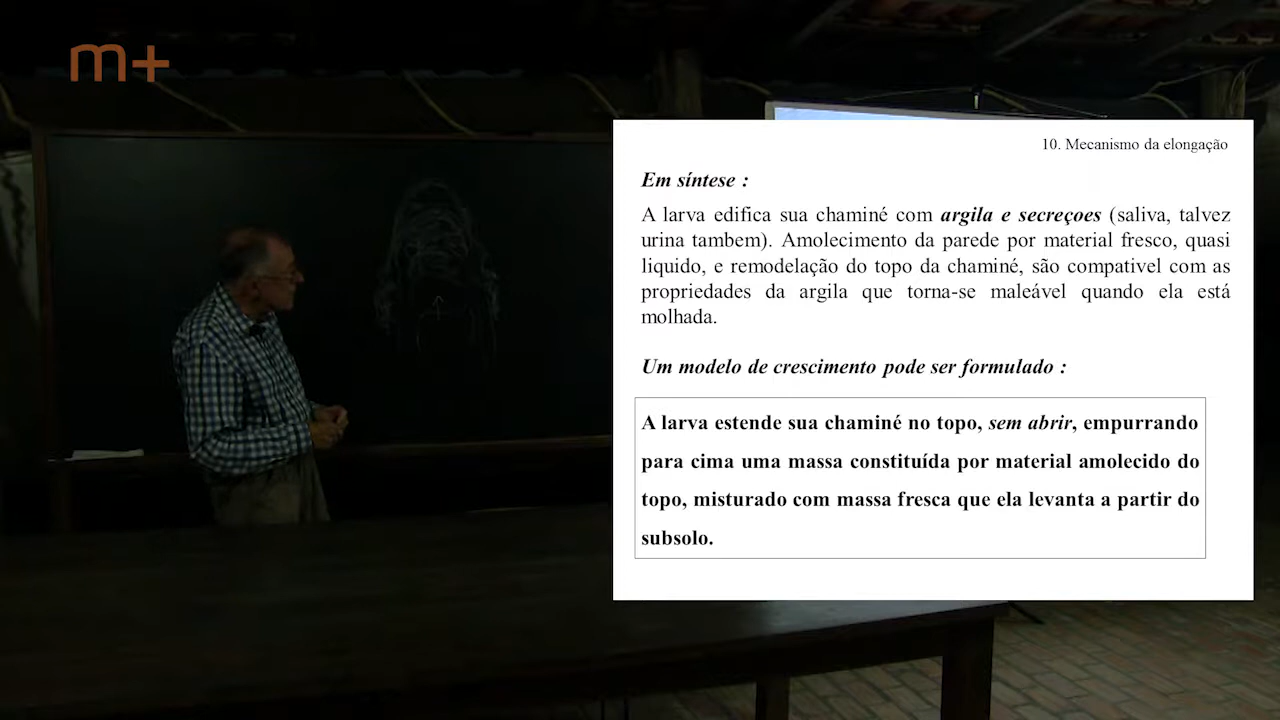 m+
10. Mecanismo da elongação
Em síntese :
A larva edifica sua chaminé com argila e secreçoes (saliva, talvez
urina tambem). Amolecimento da parede por material fresco, quasi
liquido, e remodelação do topo da chaminé, são compativel com as
propriedades da argila que torna-se maleável quando ela está
molhada.
Um modelo de crescimento pode ser formulado :
A larva estende sua chaminé no topo, sem abrir, empurrando
para cima uma massa constituída por material amolecido do
topo, misturado com massa fresca que ela levanta a partir do
subsolo.